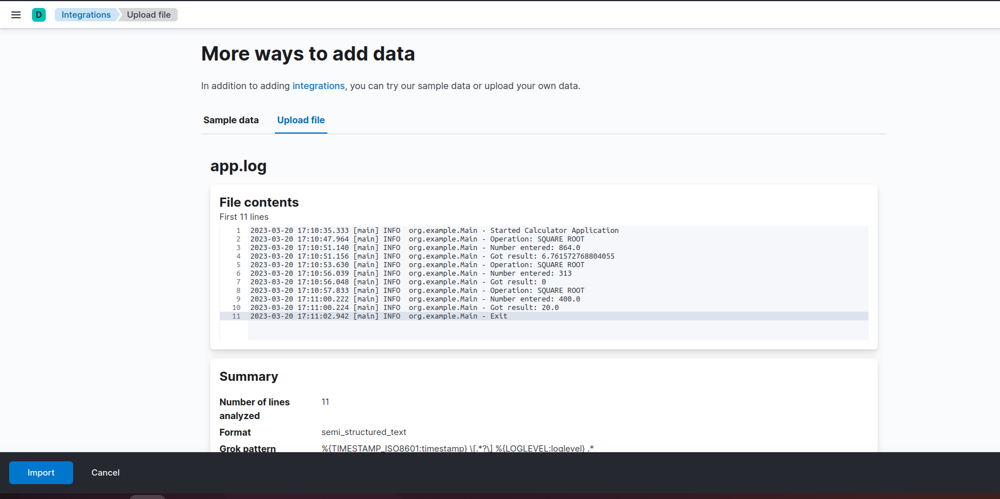 D Integrations Upload file
More ways to add data
In addition to adding integrations, you can try our sample data or upload your own data.
Sample data Upload file
app.log
File contents
First 11 lines
1 2023-03-20 17:10:35.333 [main] INFO  org.example.Main - Started Calculator Application
2 2023-03-20 17:10:47.964 [main] INFO  org.example.Main - Operation: SQUARE ROOT
3 2023-03-20 17:10:51.140 [main] INFO  org.example.Main - Number entered: 864.0
4 2023-03-20 17:10:51.156 [main] INFO  org.example.Main - Got result: 6.761572768804055
5 2023-03-20 17:10:53.630 [main] INFO  org.example.Main - Operation: SQUARE ROOT
6 2023-03-20 17:10:56.039 [main] INFO  org.example.Main - Number entered: 313
7 2023-03-20 17:10:56.048 [main] INFO  org.example.Main - Got result: 0
8 2023-03-20 17:10:57.833 [main] INFO  org.example.Main - Operation: SQUARE ROOT
9 2023-03-20 17:11:00.222 [main] INFO  org.example.Main - Number entered: 400.0
10 2023-03-20 17:11:00.224 [main] INFO  org.example.Main - Got result: 20.0
11 2023-03-20 17:11:02.942 [main] INFO  org.example.Main - Exit
Summary
Number of lines analyzed 11
Format semi_structured_text
Grok pattern %{TIMESTAMP_ISO8601:timestamp} \[.*?\] %{LOGLEVEL:loglevel} .*
Import Cancel